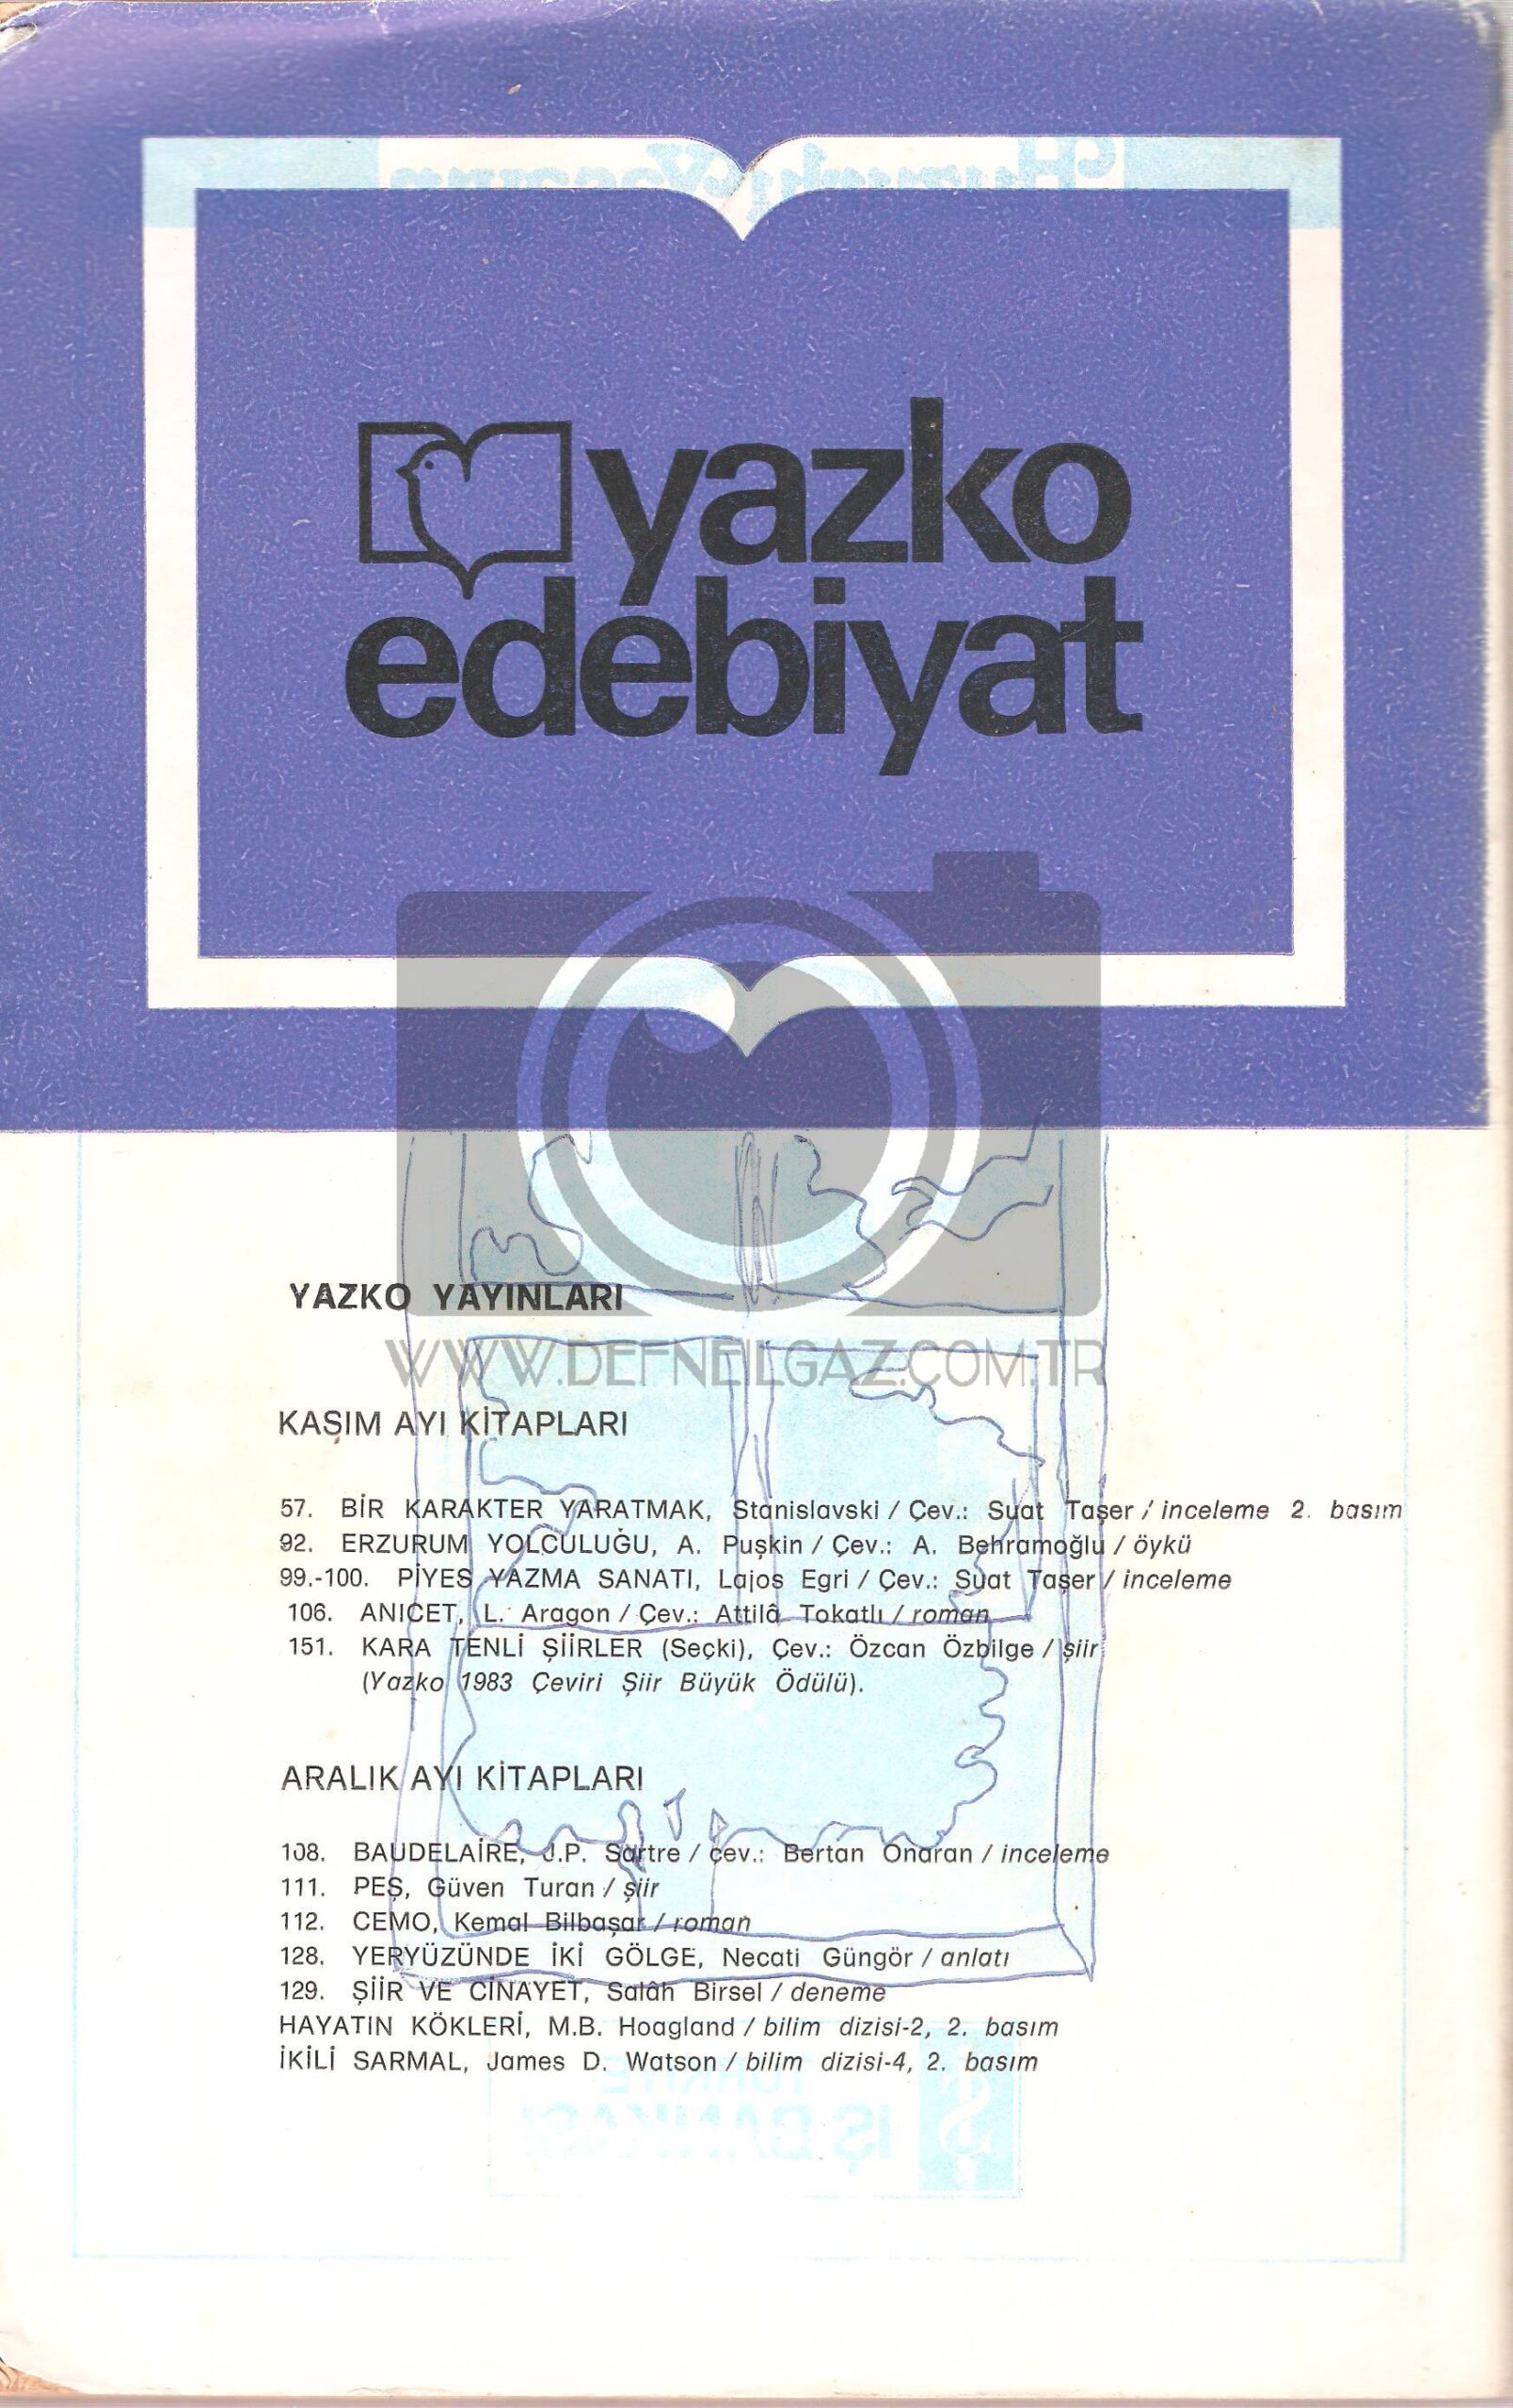 yazko
edebiyat
WWW.DEFNEILGAZ.COM.TR
YAZKO YAYINLARI
KASIM AYI KİTAPLARI
57. BİR KARAKTER YARATMAK, Stanislavski / Çev.: Suat Taşer / inceleme 2. basım
92. ERZURUM YOLCULUĞU, A. Puşkin / Çev.: A. Behramoğlu / öykü
99.-100. PİYES YAZMA SANATI, Lajos Egri / Çev.: Suat Taşer / inceleme
106. ANICET, L. Aragon / Çev.: Attilâ Tokatlı / roman
151. KARA TENLİ ŞİİRLER (Seçki), Çev.: Özcan Özbilge / şiir
(Yazko 1983 Çeviri Şiir Büyük Ödülü).
ARALIK AYI KİTAPLARI
108. BAUDELAİRE, J.P. Sartre / çev.: Bertan Onaran / inceleme
111. PEŞ, Güven Turan / şiir
112. CEMO, Kemal Bilbaşar / roman
128. YERYÜZÜNDE İKİ GÖLGE, Necati Güngör / anlatı
129. ŞİİR VE CİNAYET, Salâh Birsel / deneme
HAYATIN KÖKLERİ, M.B. Hoagland / bilim dizisi-2, 2. basım
İKİLİ SARMAL, James D. Watson / bilim dizisi-4, 2. basım
TÜRKİYE
İŞ BANKASI